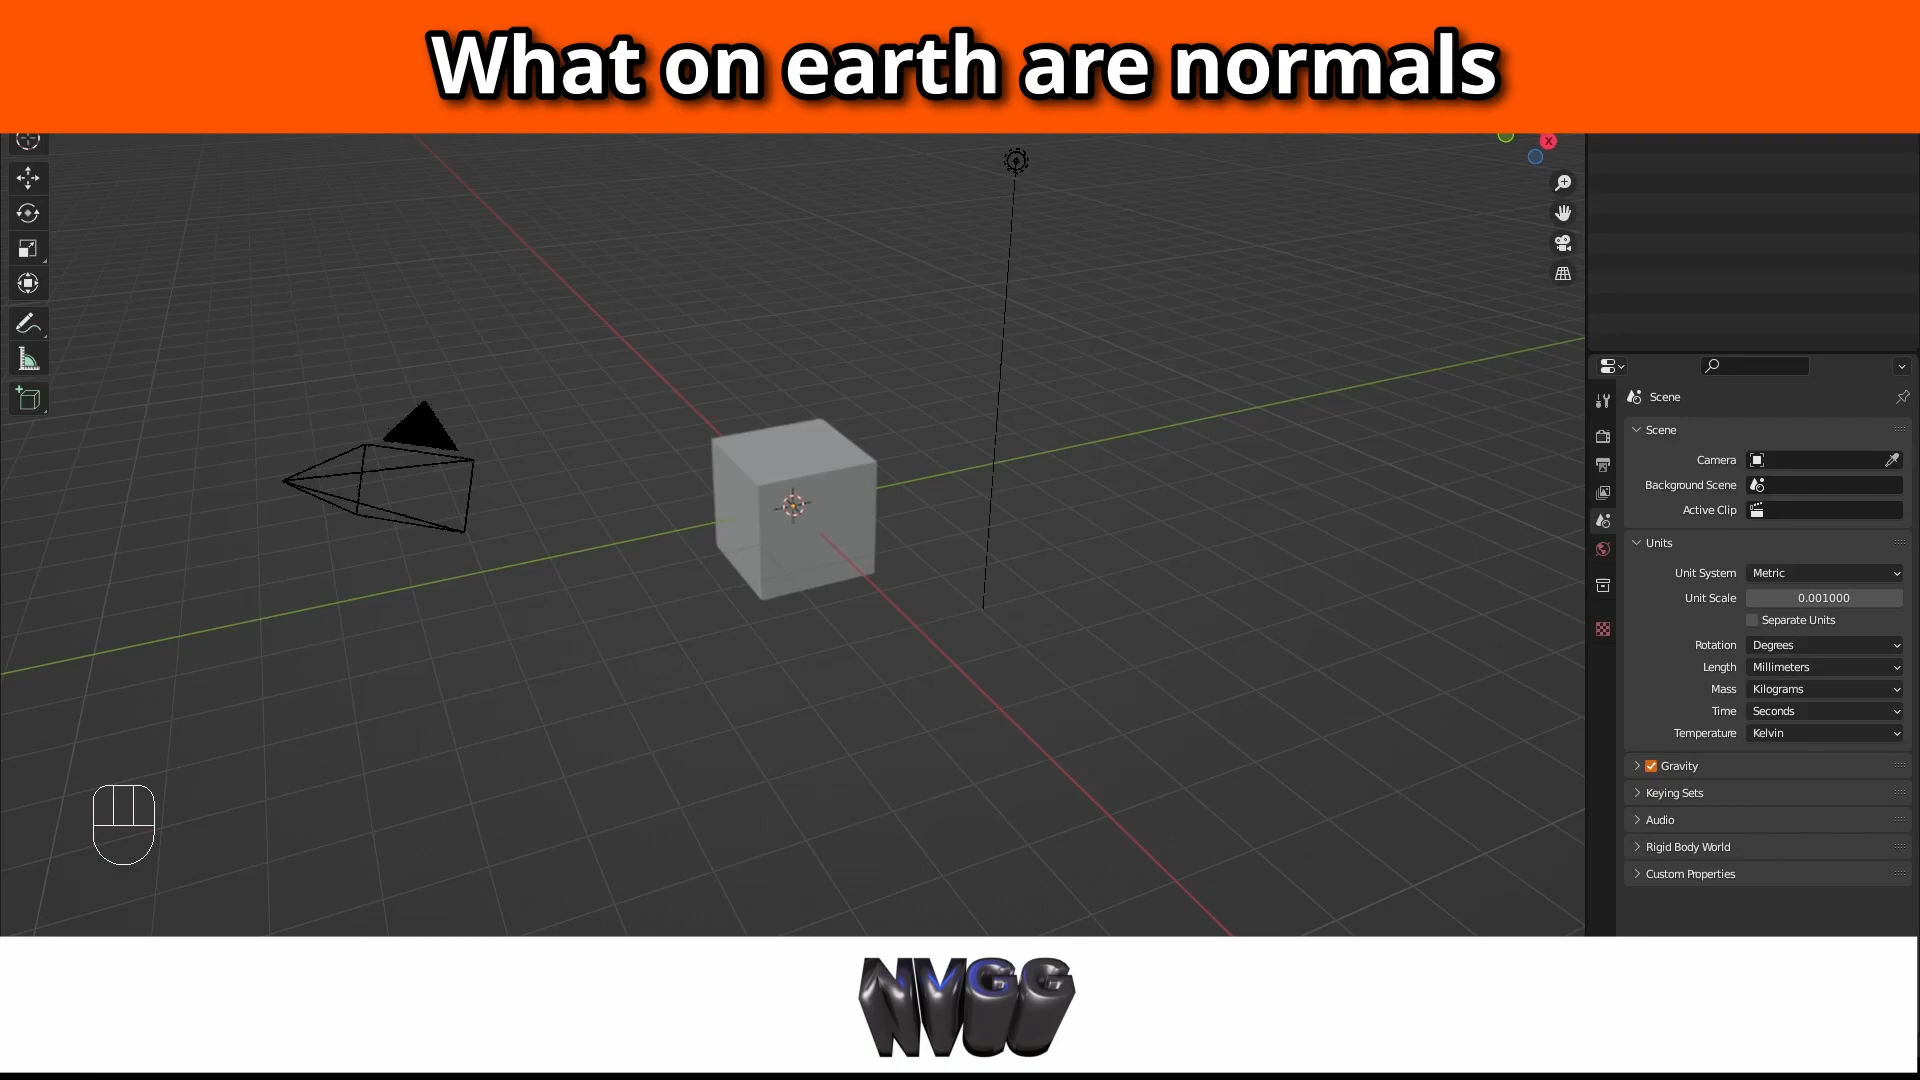 What on earth are normals
X
Scene
Scene
Camera
Background Scene
Active Clip
Units
Unit System Metric
Unit Scale 0.001000
Separate Units
Rotation Degrees
Length Millimeters
Mass Kilograms
Time Seconds
Temperature Kelvin
Gravity
Keying Sets
Audio
Rigid Body World
Custom Properties
NVGG